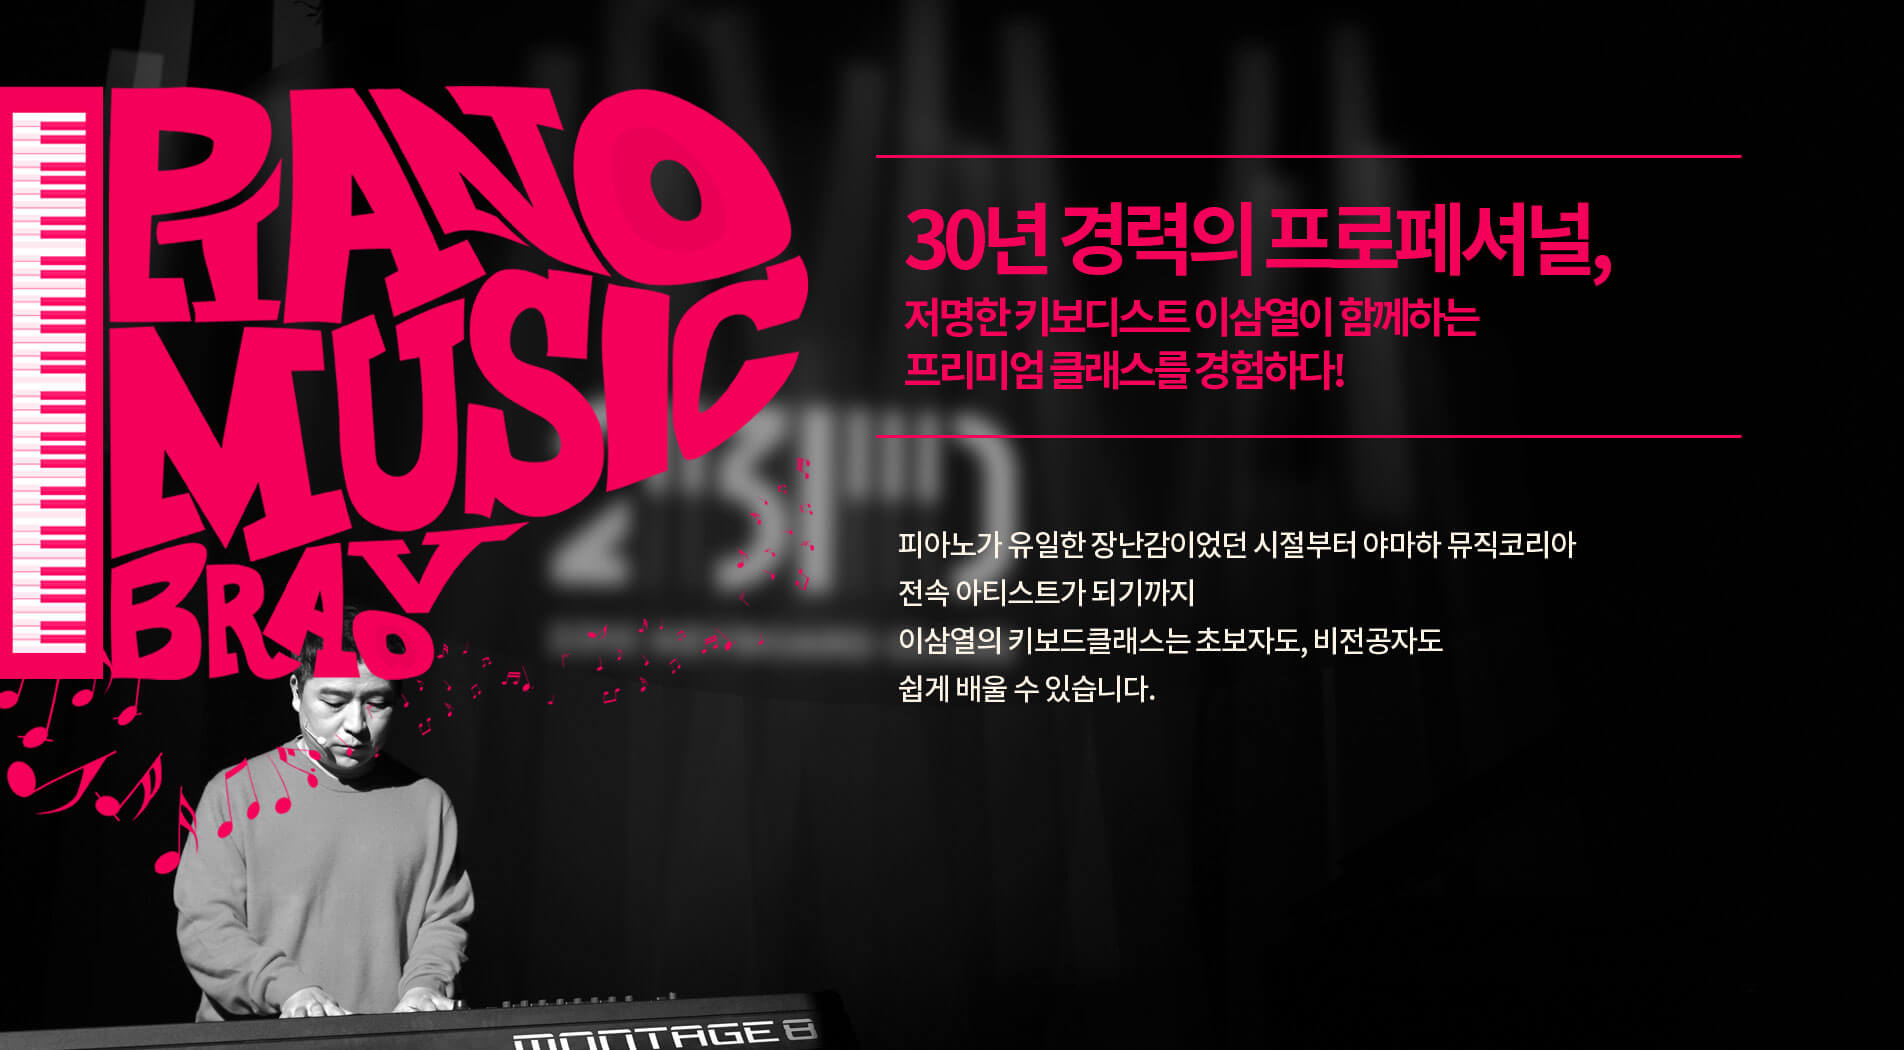 PIANO
MUSIC
BRAVO
30년 경력의 프로페셔널,
저명한 키보디스트 이삼열이 함께하는
프리미엄 클래스를 경험하다!
피아노가 유일한 장난감이었던 시절부터 야마하 뮤직코리아
전속 아티스트가 되기까지
이삼열의 키보드클래스는 초보자도, 비전공자도
쉽게 배울 수 있습니다.
MONTAGE 8